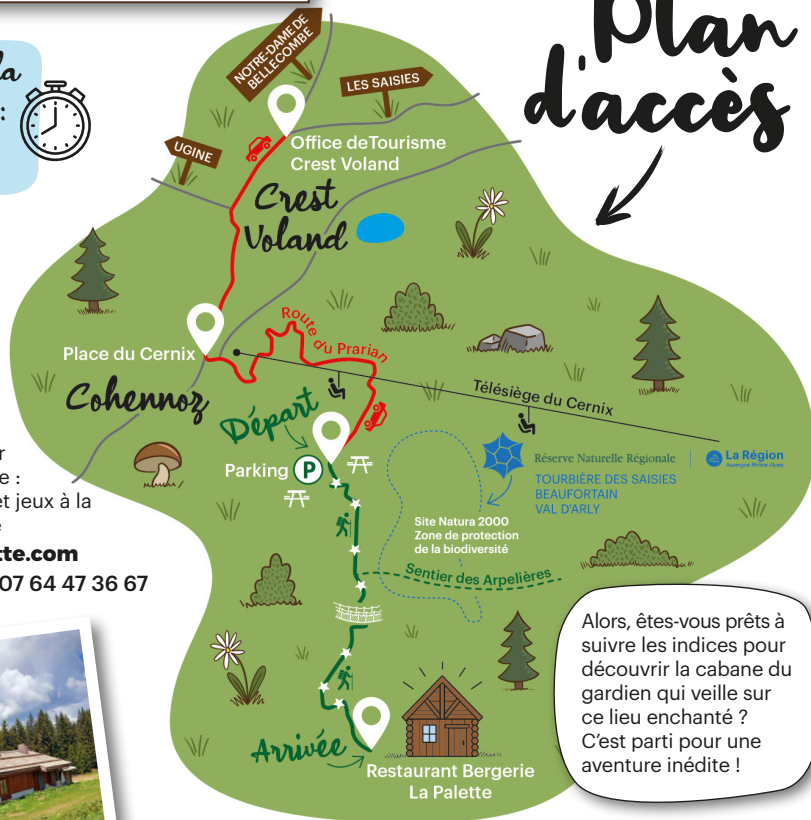 Plan
d'accès
la
:
NOTRE-DAME DE
BELLECOMBE
LES SAISIES
UGINE
Office de Tourisme
Crest Voland
Crest
Voland
Place du Cernix
Route du Prarian
Cohennoz
Télésiège du Cernix
Départ
Parking P
Réserve Naturelle Régionale
La Région
Auvergne-Rhône-Alpes
TOURBIÈRE DES SAISIES
BEAUFORTAIN
VAL D'ARLY
Site Natura 2000
Zone de protection
de la biodiversité
Sentier des Arpelières
r
e :
et jeux à la
tte.com
07 64 47 36 67
Arrivée
Restaurant Bergerie
La Palette
Alors, êtes-vous prêts à
suivre les indices pour
découvrir la cabane du
gardien qui veille sur
ce lieu enchanté ?
C'est parti pour une
aventure inédite !